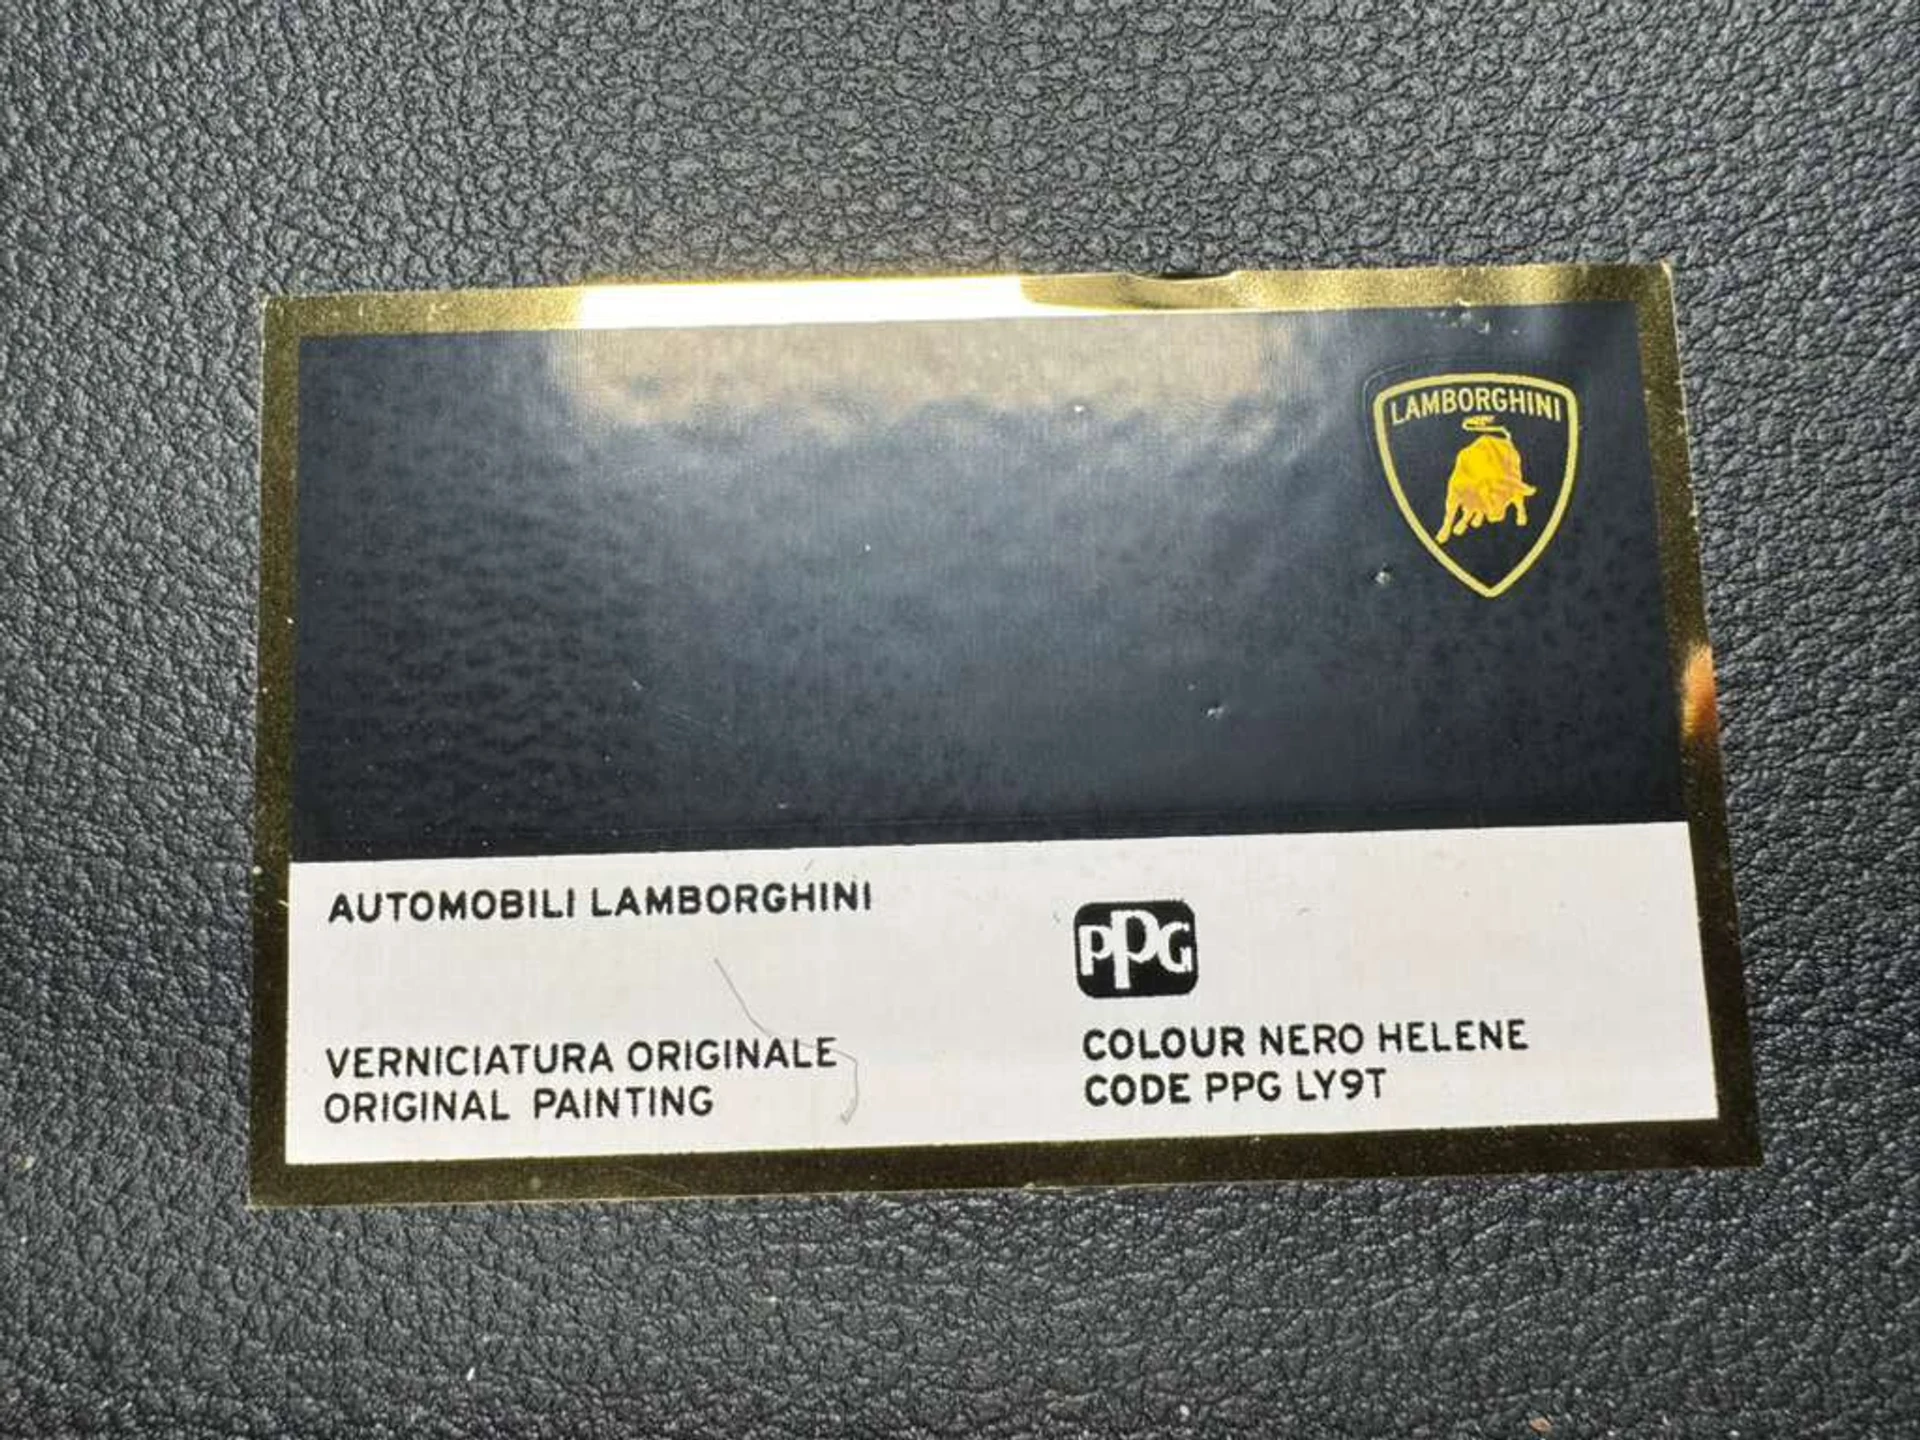 LAMBORGHINI
AUTOMOBILI LAMBORGHINI
PPG
VERNICIATURA ORIGINALE
ORIGINAL PAINTING
COLOUR NERO HELENE
CODE PPG LY9T